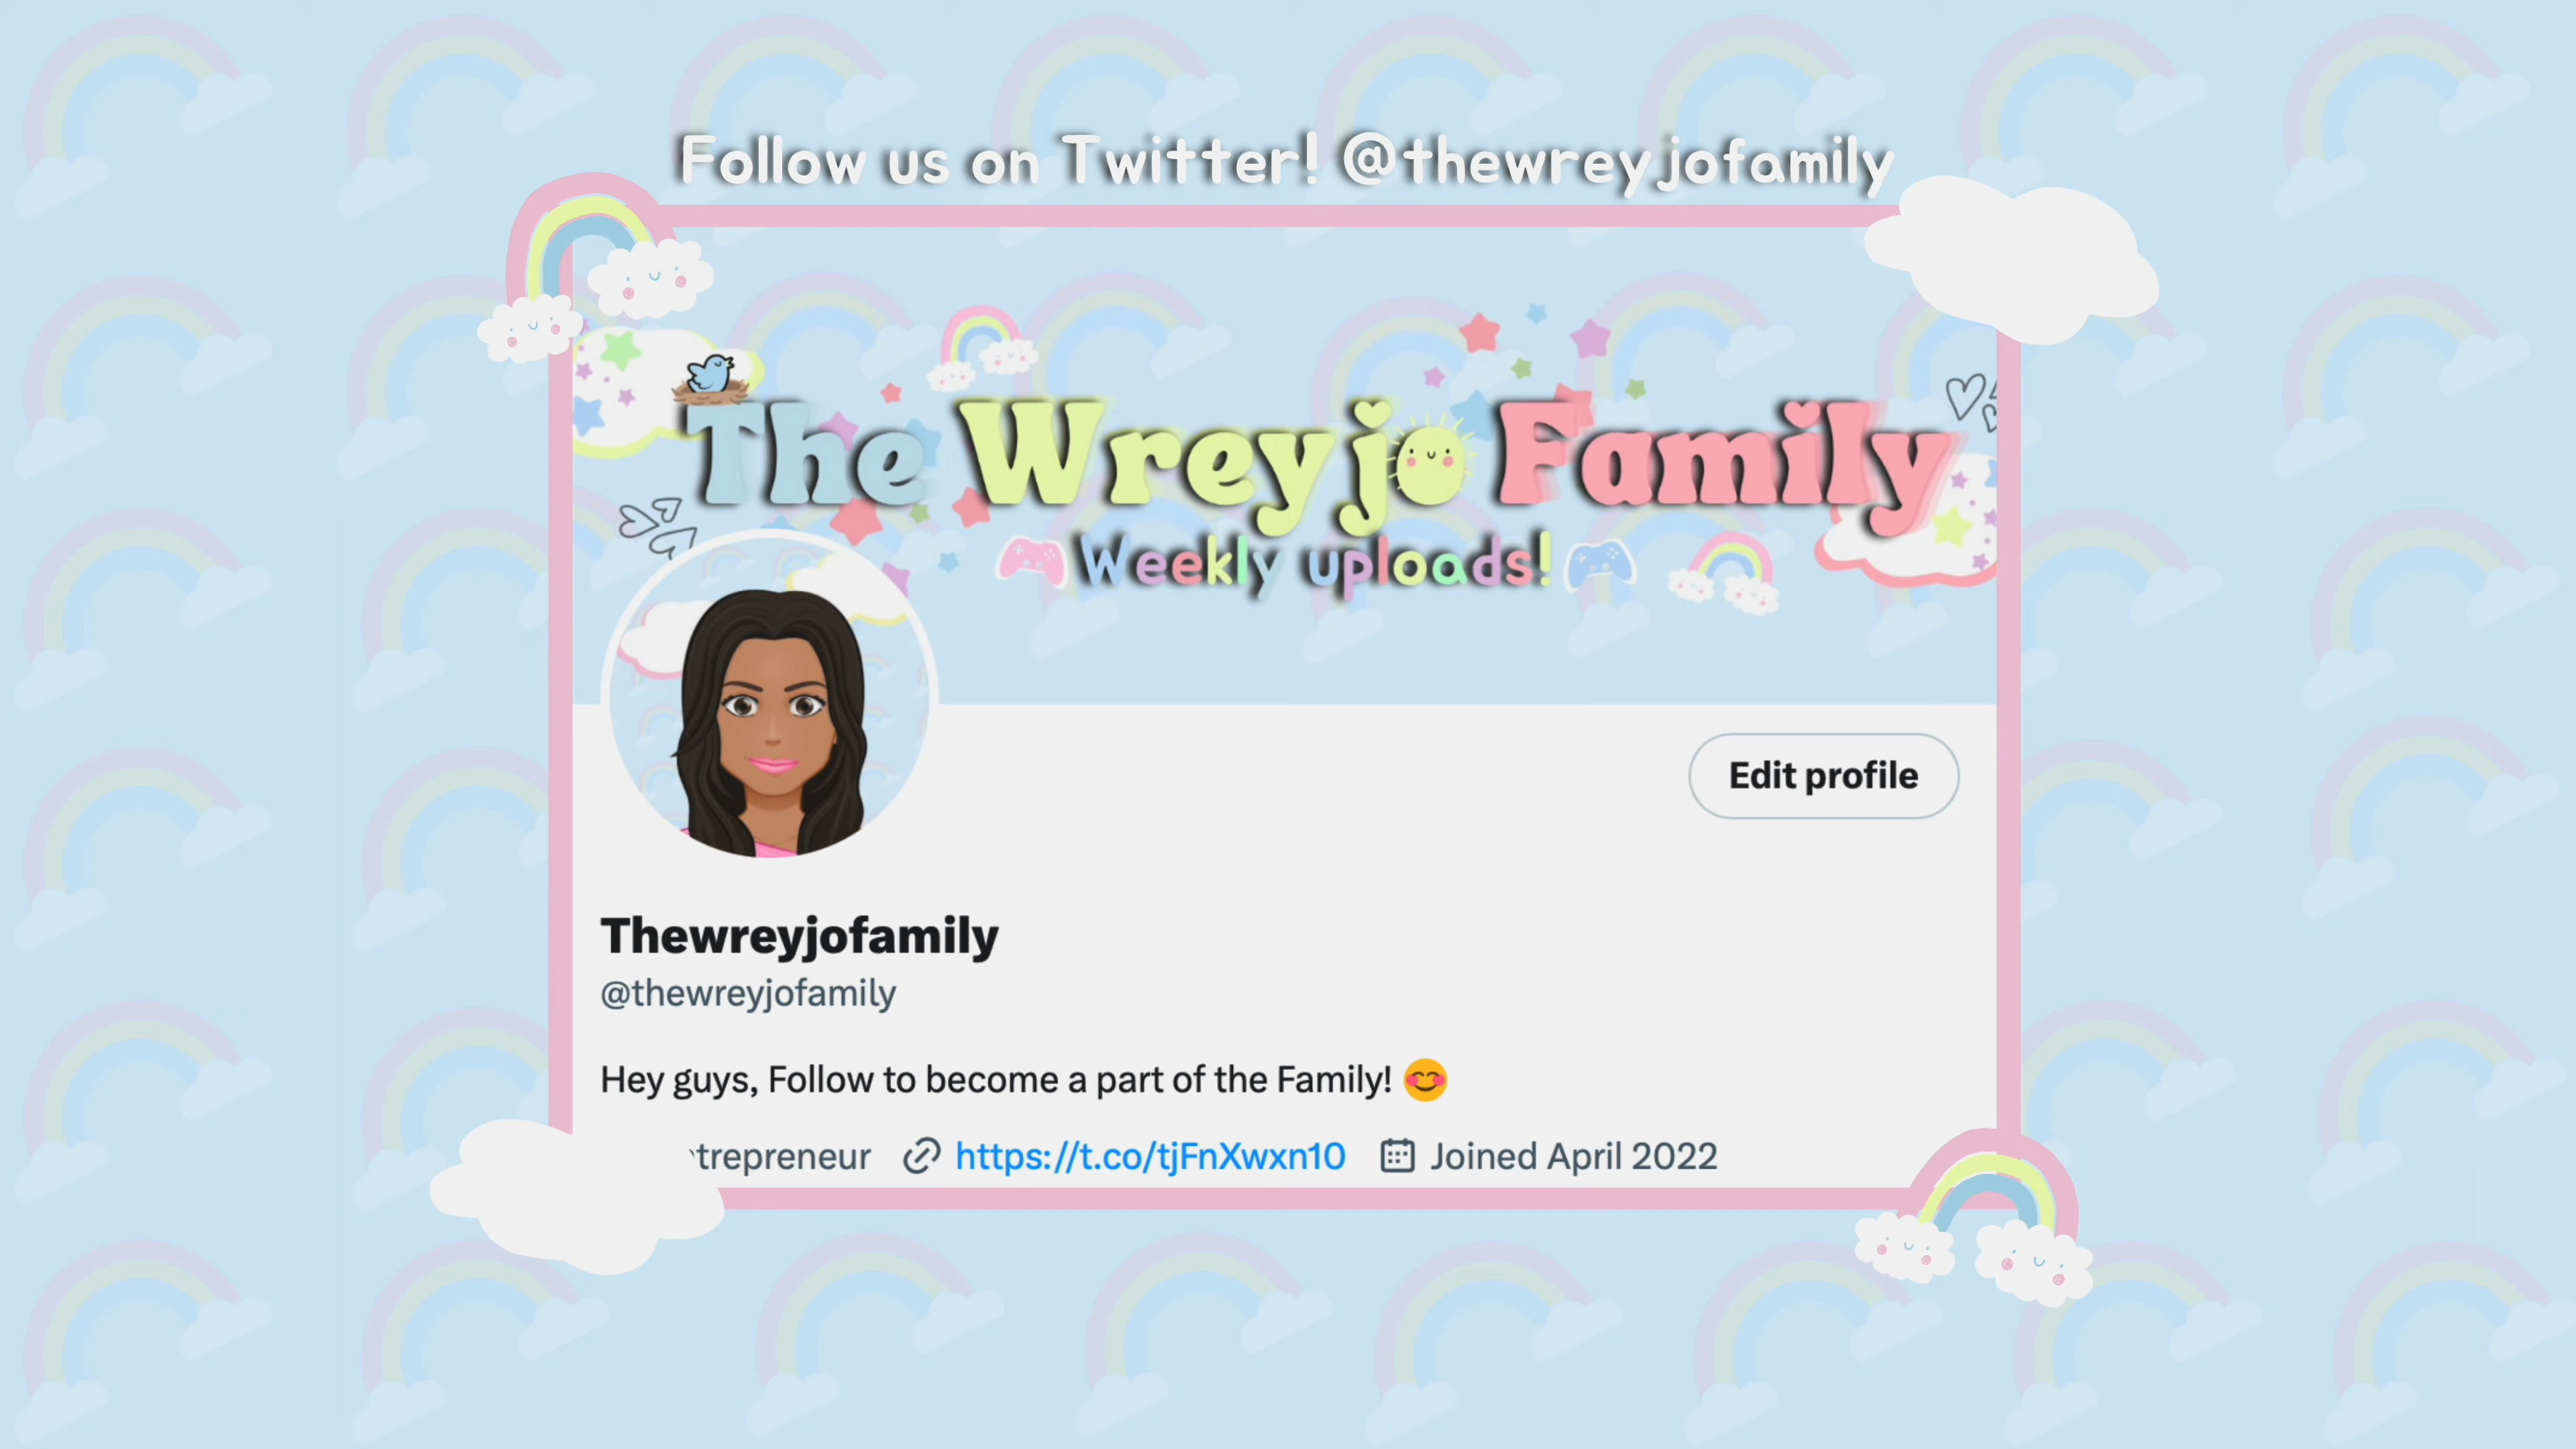 Follow us on Twitter! @thewreyjofamily
The Wreyjo Family
Weekly uploads!
Edit profile
Thewreyjofamily
@thewreyjofamily
Hey guys, Follow to become a part of the Family! 😊
trepreneur https://t.co/tjFnXwxn10 Joined April 2022